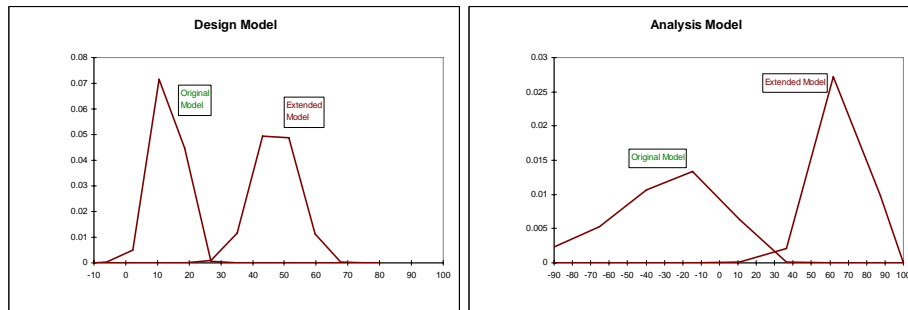 Design Model
0.08
0.07
0.06
0.05
0.04
0.03
0.02
0.01
0
-10 0 10 20 30 40 50 60 70 80 90 100
Original
Model
Extended
Model
Analysis Model
0.03
0.025
0.02
0.015
0.01
0.005
0
-90 -80 -70 -60 -50 -40 -30 -20 -10 0 10 20 30 40 50 60 70 80 90 100
Extended Model
Original Model